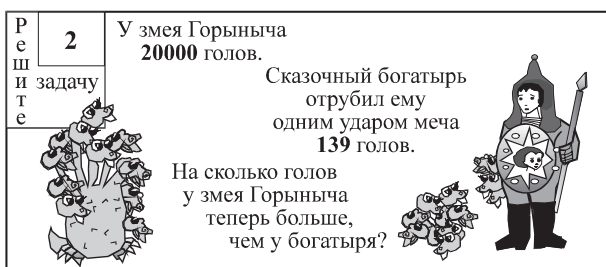 Решите
2
задачу
У змея Горыныча
20000 голов.
Сказочный богатырь
отрубил ему
одним ударом меча
139 голов.
На сколько голов
у змея Горыныча
теперь больше,
чем у богатыря?